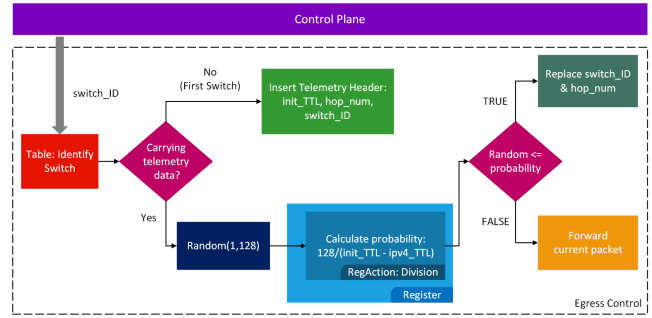 Control Plane
switch_ID
No
(First Switch)
Insert Telemetry Header:
init_TTL, hop_num,
switch_ID
Replace switch_ID
& hop_num
TRUE
Table: Identify
Switch
Carrying
telemetry
data?
Random <=
probability
Yes
Random(1,128)
Calculate probability:
128/(init_TTL - ipv4_TTL)
RegAction: Division
Register
FALSE
Forward
current packet
Egress Control